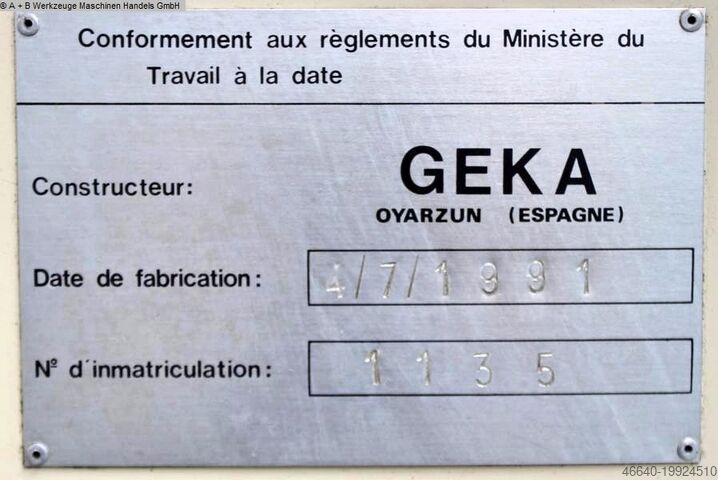 © A + B Werkzeuge Maschinen Handels GmbH
Conformement aux règlements du Ministère du
Travail à la date
Constructeur:
GEKA
OYARZUN (ESPAGNE)
Date de fabrication: 4/7/1991
Nº d´inmatriculation: 1135
46640-19924510